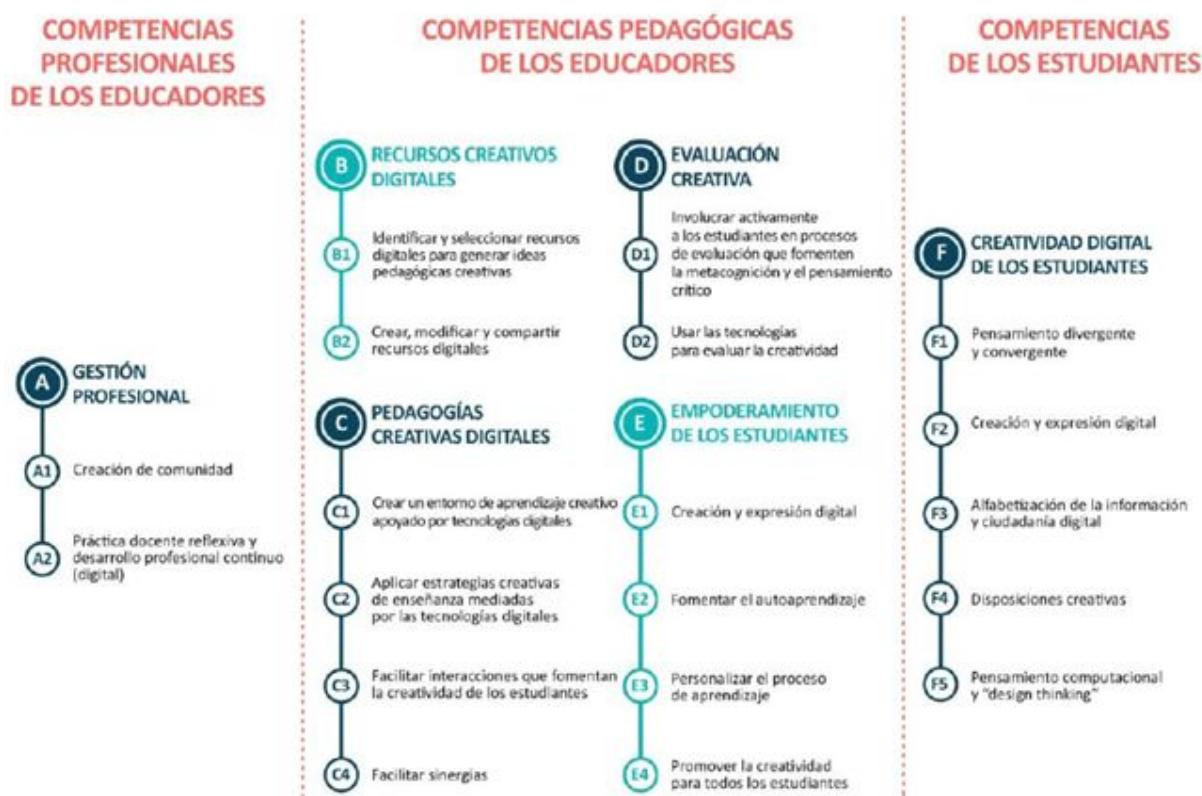 COMPETENCIAS
PROFESIONALES
DE LOS EDUCADORES
A
GESTIÓN
PROFESIONAL
A1
Creación de comunidad
A2
Práctica docente reflexiva y
desarrollo profesional continuo
(digital)
COMPETENCIAS PEDAGÓGICAS
DE LOS EDUCADORES
B
RECURSOS CREATIVOS
DIGITALES
B1
Identificar y seleccionar recursos
digitales para generar ideas
pedagógicas creativas
B2
Crear, modificar y compartir
recursos digitales
C
PEDAGOGÍAS
CREATIVAS DIGITALES
C1
Crear un entorno de aprendizaje creativo
apoyado por tecnologías digitales
C2
Aplicar estrategias creativas
de enseñanza mediadas
por las tecnologías digitales
C3
Facilitar interacciones que fomentan
la creatividad de los estudiantes
C4
Facilitar sinergias
D
EVALUACIÓN
CREATIVA
D1
Involucrar activamente
a los estudiantes en procesos
de evaluación que fomenten
la metacognición y el pensamiento
crítico
D2
Usar las tecnologías
para evaluar la creatividad
E
EMPODERAMIENTO
DE LOS ESTUDIANTES
E1
Creación y expresión digital
E2
Fomentar el autoaprendizaje
E3
Personalizar el proceso
de aprendizaje
E4
Promover la creatividad
para todos los estudiantes
COMPETENCIAS
DE LOS ESTUDIANTES
F
CREATIVIDAD DIGITAL
DE LOS ESTUDIANTES
F1
Pensamiento divergente
y convergente
F2
Creación y expresión digital
F3
Alfabetización de la información
y ciudadanía digital
F4
Disposiciones creativas
F5
Pensamiento computacional
y “design thinking”